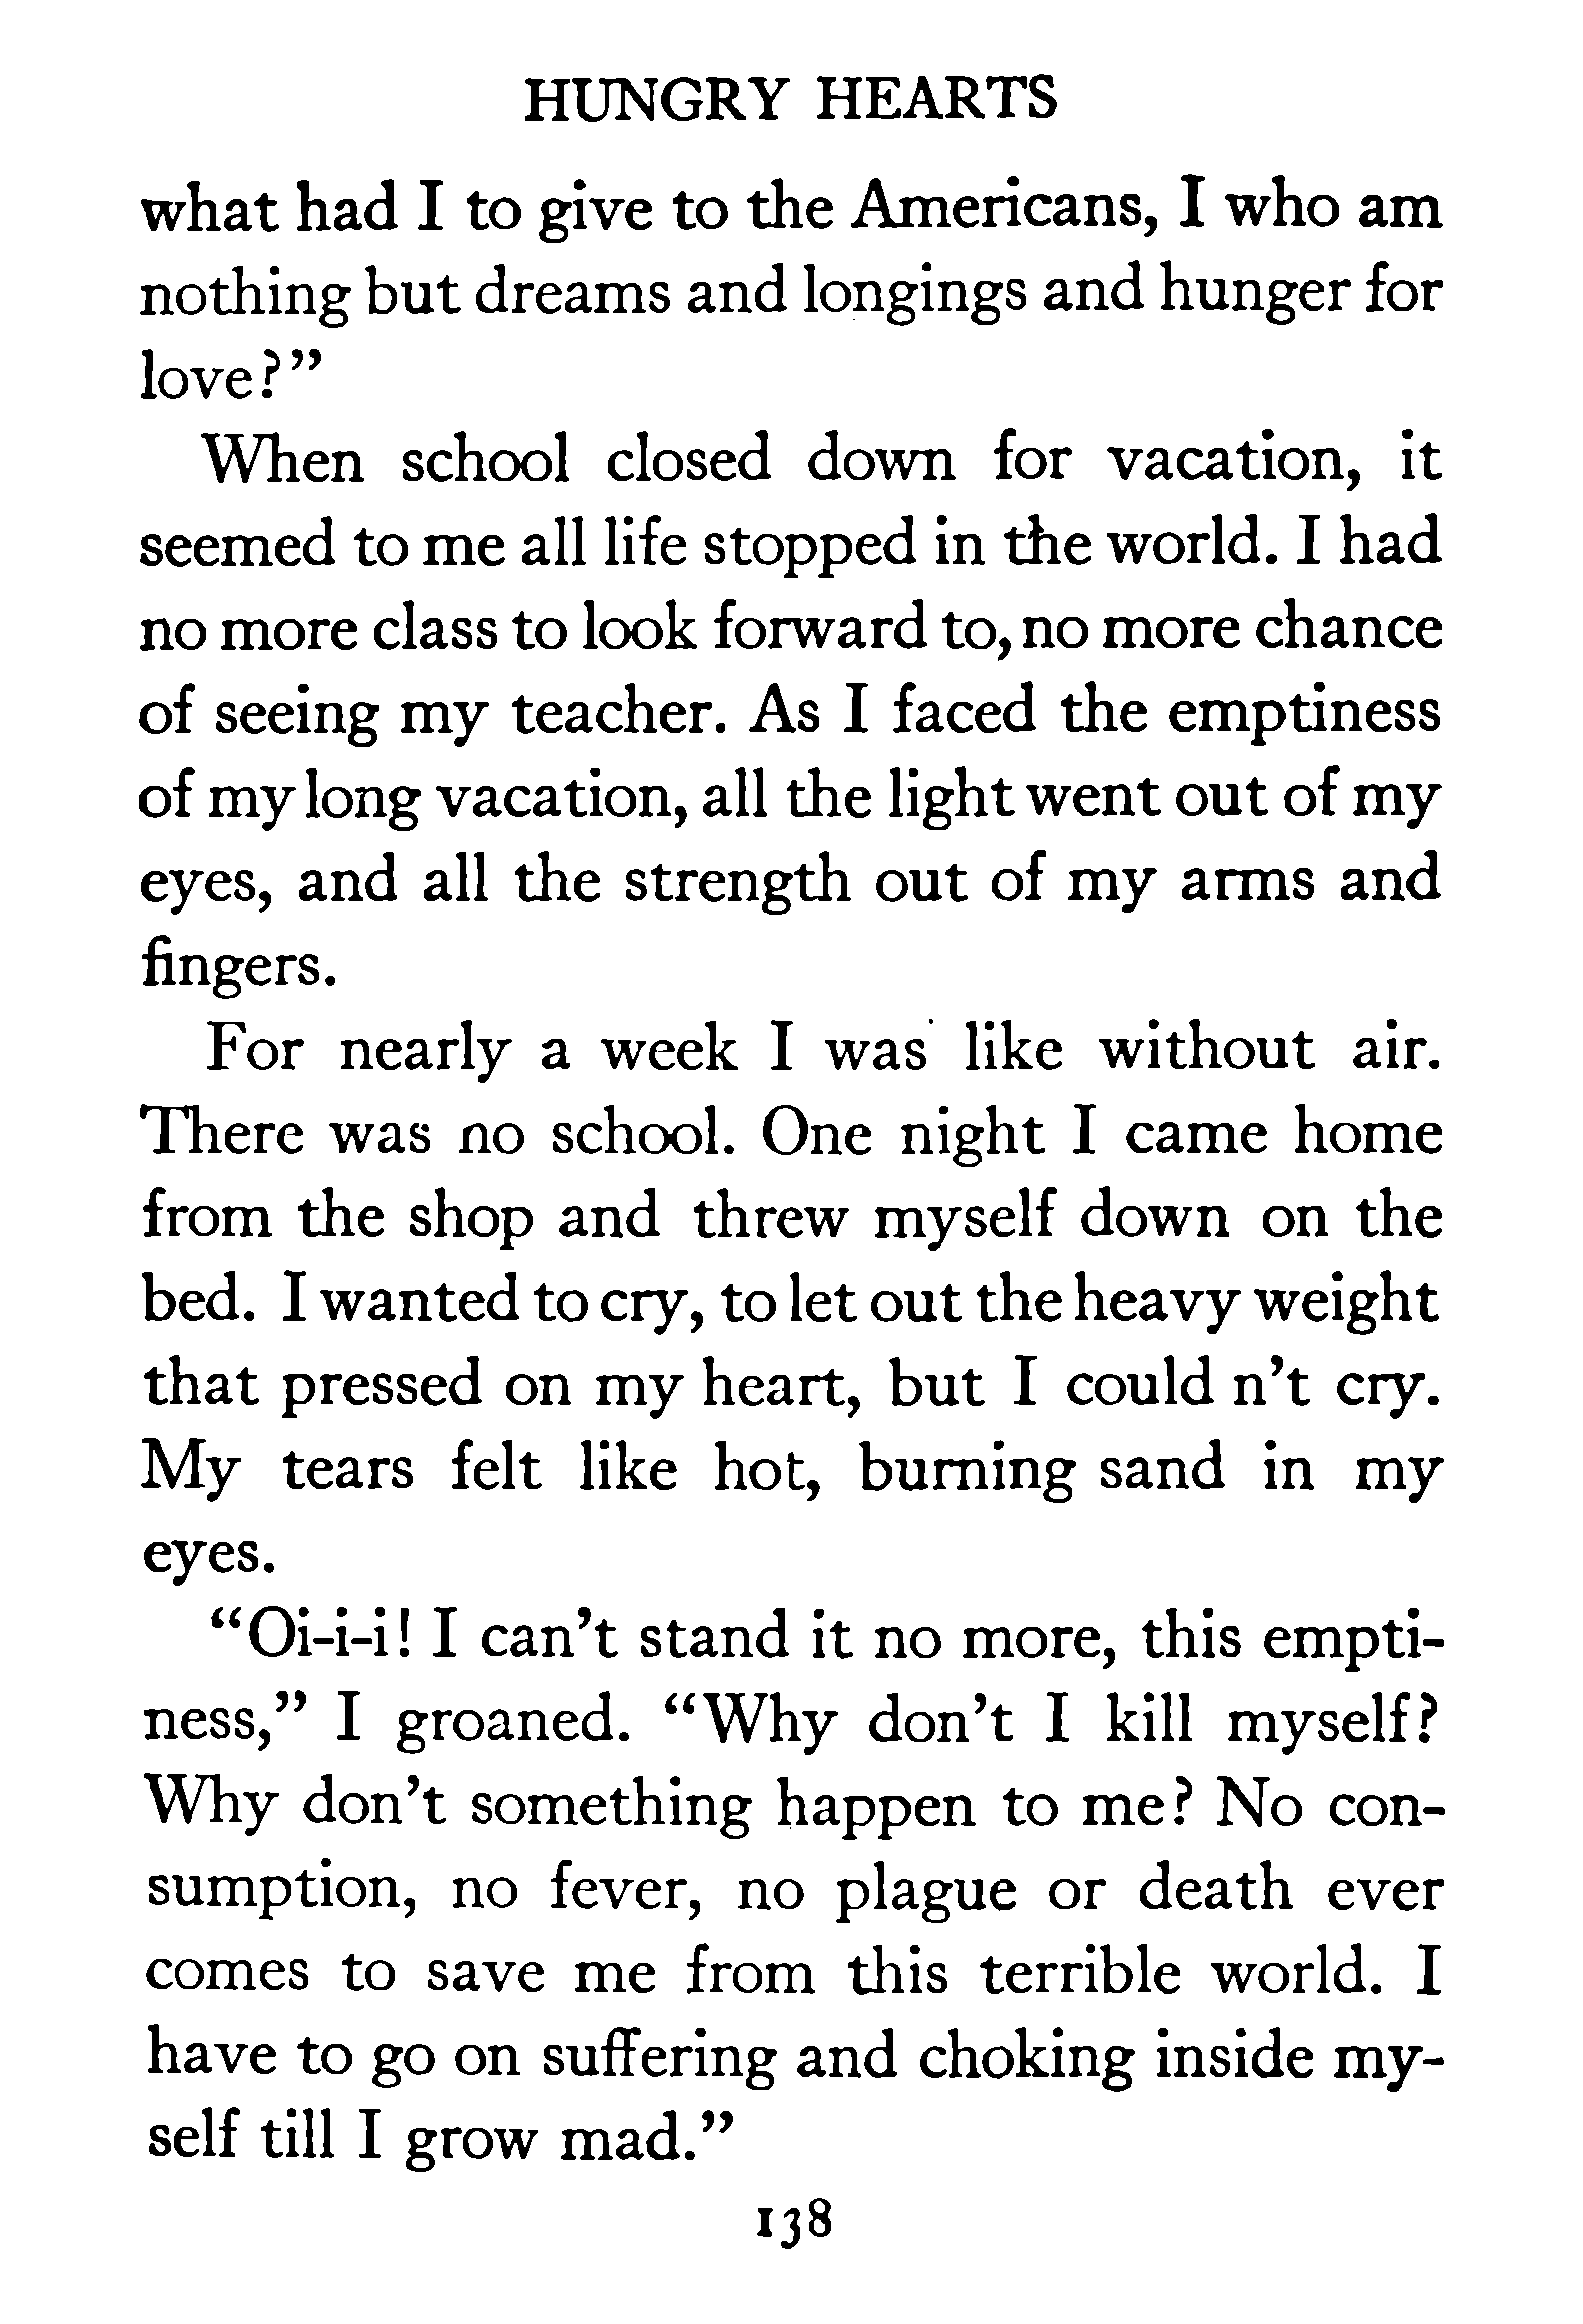 HUNGRY HEARTS
what had I to give to the Americans, I who am
nothing but dreams and longings and hunger for
love?”
When school closed down for vacation, it
seemed to me all life stopped in the world. I had
no more class to look forward to, no more chance
of seeing my teacher. As I faced the emptiness
of my long vacation, all the light went out of my
eyes, and all the strength out of my arms and
fingers.
For nearly a week I was like without air.
There was no school. One night I came home
from the shop and threw myself down on the
bed. I wanted to cry, to let out the heavy weight
that pressed on my heart, but I could n’t cry.
My tears felt like hot, burning sand in my
eyes.
“Oi-i-i! I can’t stand it no more, this empti-
ness,” I groaned. “Why don’t I kill myself?
Why don’t something happen to me? No con-
sumption, no fever, no plague or death ever
comes to save me from this terrible world. I
have to go on suffering and choking inside my-
self till I grow mad.”
138